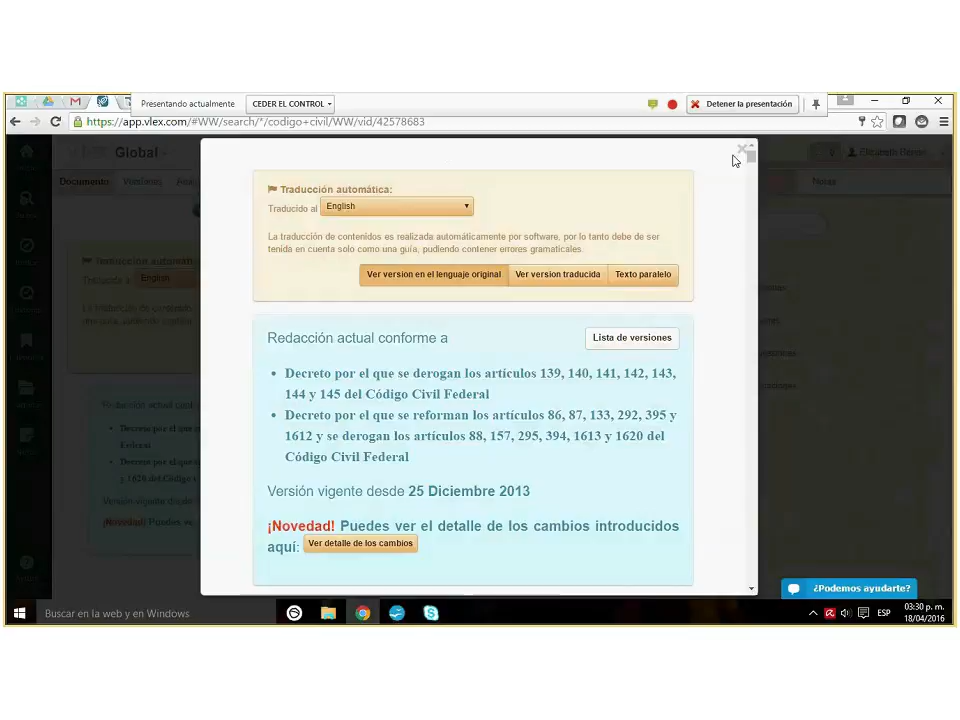 Presentando actualmente
CEDER EL CONTROL
Detener la presentación
https://app.vlex.com/#WW/search/*/codigo+civil/WW/vid/42578683
Global
Documento
Notas
Traducción automática:
Traducido al English
La traducción de contenidos es realizada automáticamente por software, por lo tanto debe de ser
tenida en cuenta solo como una guía, pudiendo contener errores gramaticales.
Ver version en el lenguaje original Ver version traducida Texto paralelo
Redacción actual conforme a
Lista de versiones
• Decreto por el que se derogan los artículos 139, 140, 141, 142, 143,
144 y 145 del Código Civil Federal
• Decreto por el que se reforman los artículos 86, 87, 133, 292, 395 y
1612 y se derogan los artículos 88, 157, 295, 394, 1613 y 1620 del
Código Civil Federal
Versión vigente desde 25 Diciembre 2013
¡Novedad! Puedes ver el detalle de los cambios introducidos
aquí: Ver detalle de los cambios
¿Podemos ayudarte?
Buscar en la web y en Windows
ESP
03:30 p. m.
18/04/2016